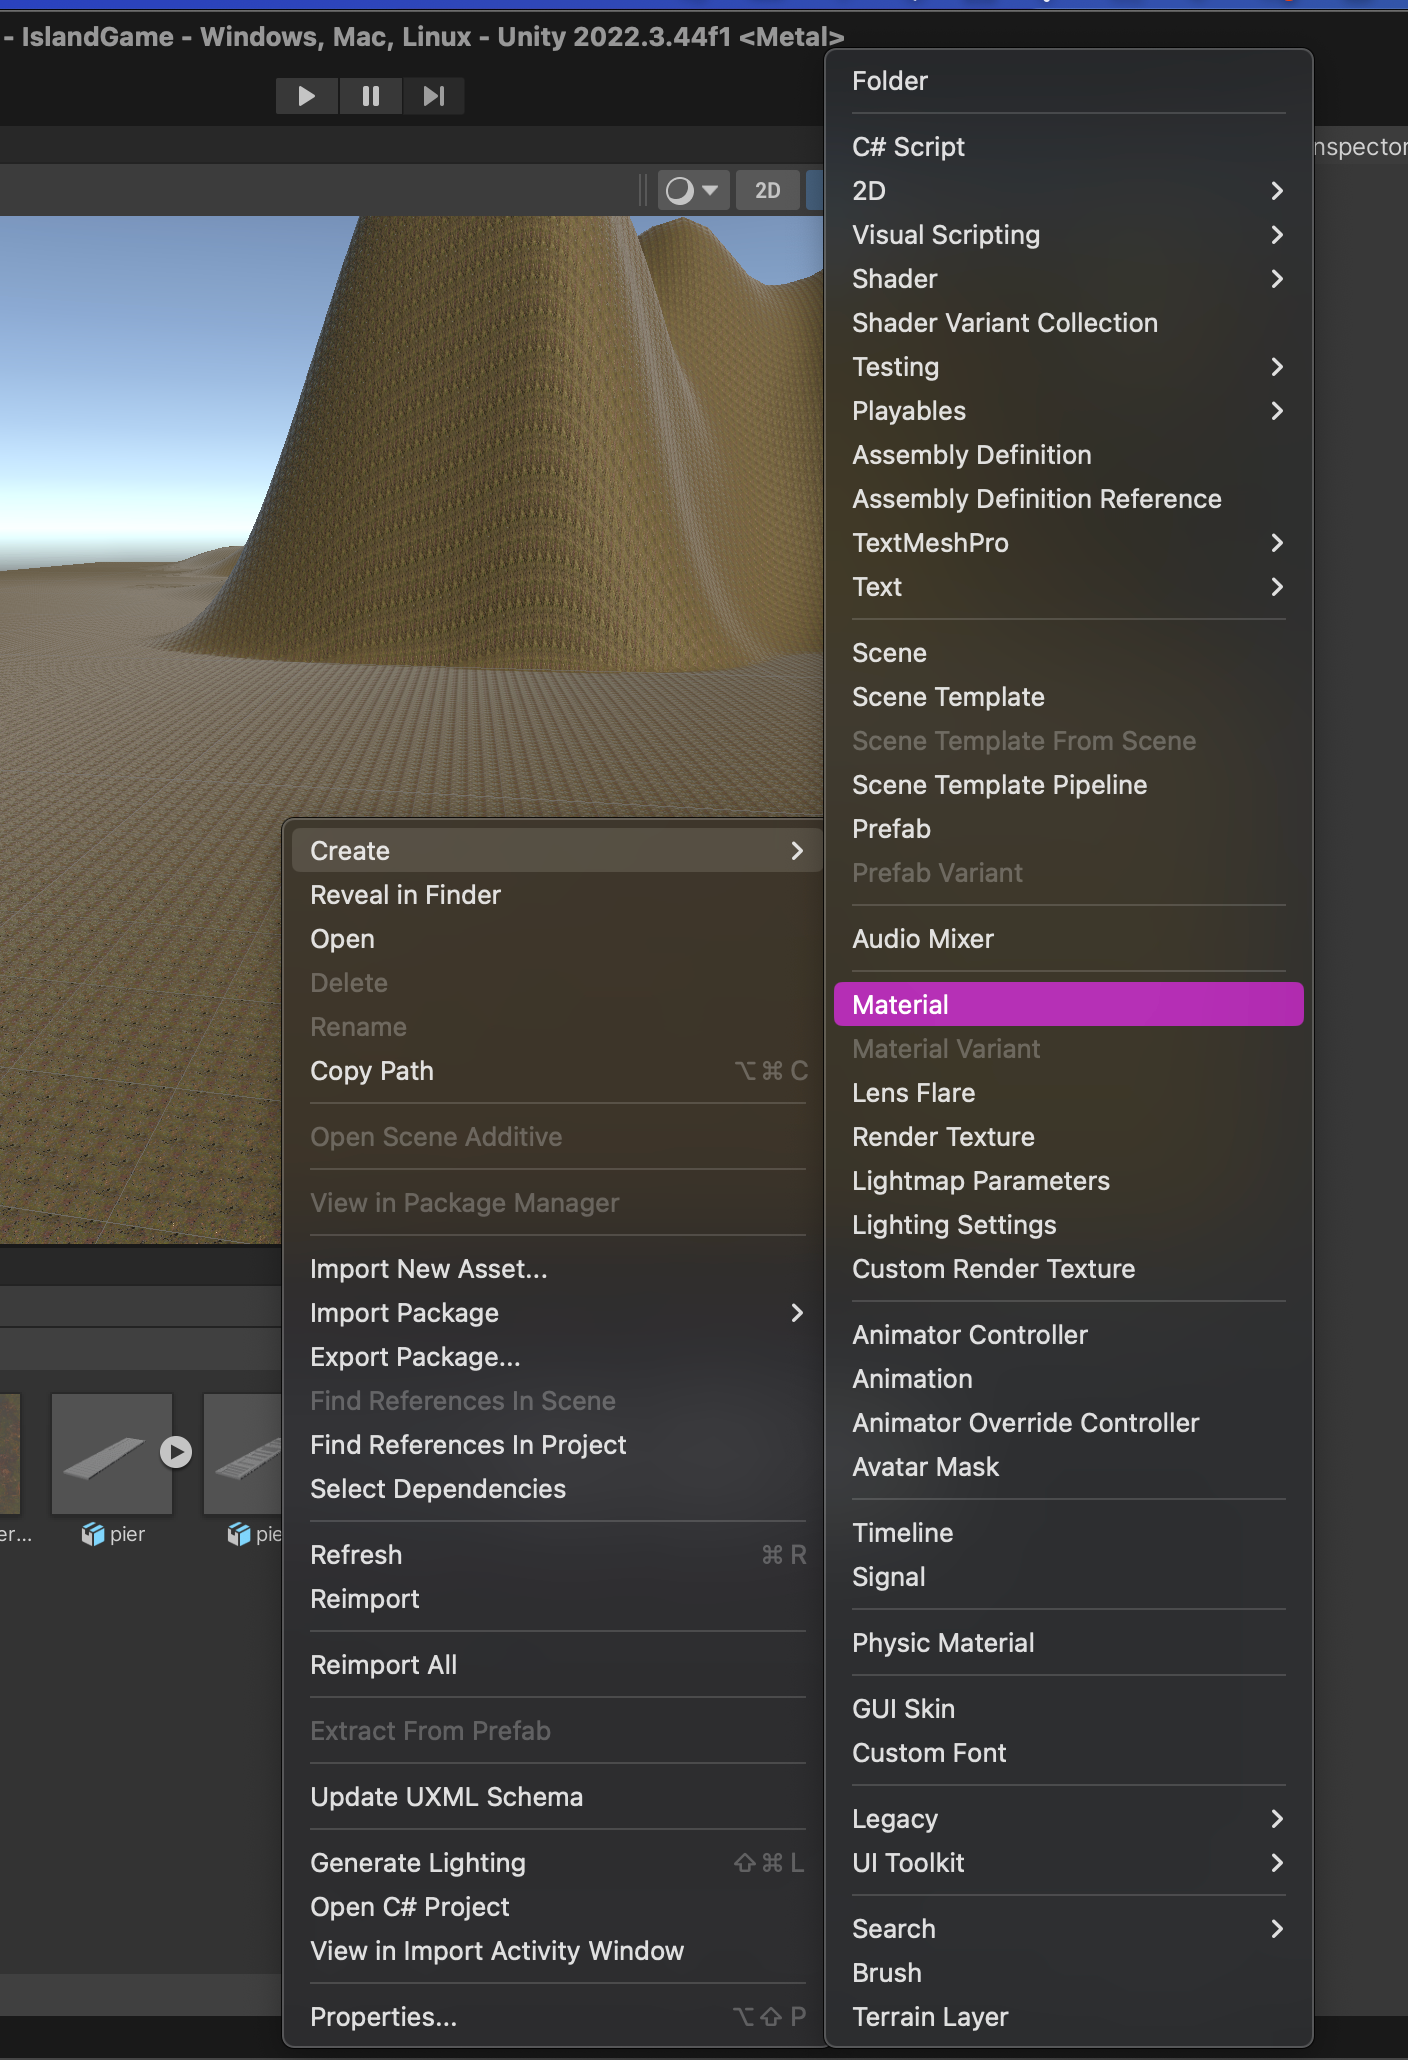 - IslandGame - Windows, Mac, Linux - Unity 2022.3.44f1 <Metal>
2D
nspector
Folder
C# Script
2D
Visual Scripting
Shader
Shader Variant Collection
Testing
Playables
Assembly Definition
Assembly Definition Reference
TextMeshPro
Text
Scene
Scene Template
Scene Template From Scene
Scene Template Pipeline
Prefab
Prefab Variant
Audio Mixer
Material
Material Variant
Lens Flare
Render Texture
Lightmap Parameters
Lighting Settings
Custom Render Texture
Animator Controller
Animation
Animator Override Controller
Avatar Mask
Timeline
Signal
Physic Material
GUI Skin
Custom Font
Legacy
UI Toolkit
Search
Brush
Terrain Layer
Create
Reveal in Finder
Open
Delete
Rename
Copy Path ⌥⌘C
Open Scene Additive
View in Package Manager
Import New Asset...
Import Package
Export Package...
Find References In Scene
Find References In Project
Select Dependencies
Refresh ⌘R
Reimport
Reimport All
Extract From Prefab
Update UXML Schema
Generate Lighting ⇧⌘L
Open C# Project
View in Import Activity Window
Properties... ⌥⇧P
er...
pier
pie